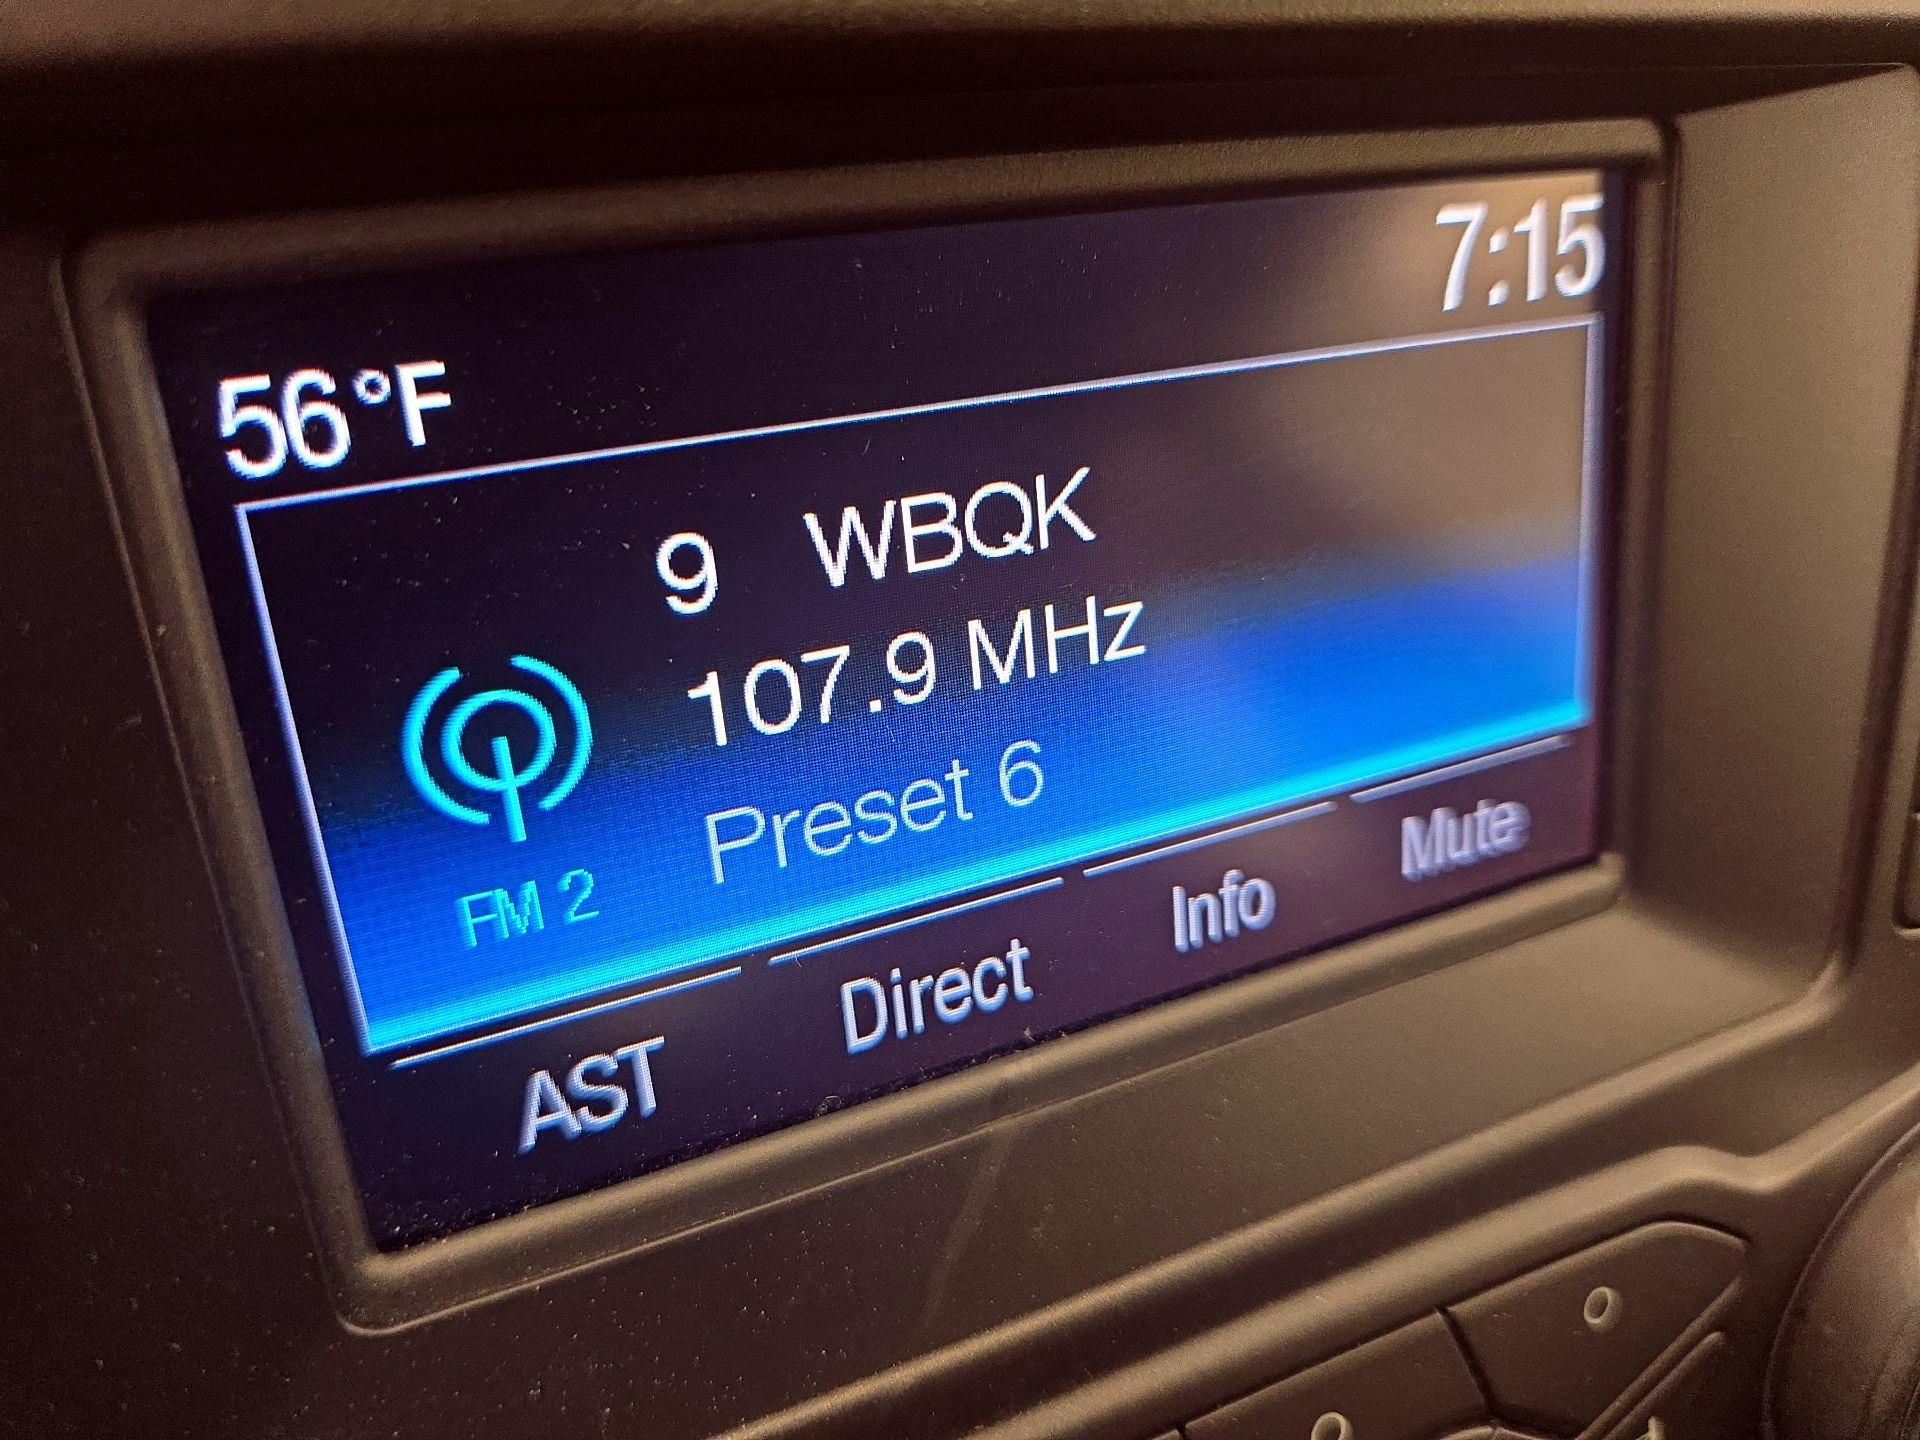 7:15
56°F
9 WBQK
107.9 MHz
Preset 6
FM 2
AST Direct Info Mute